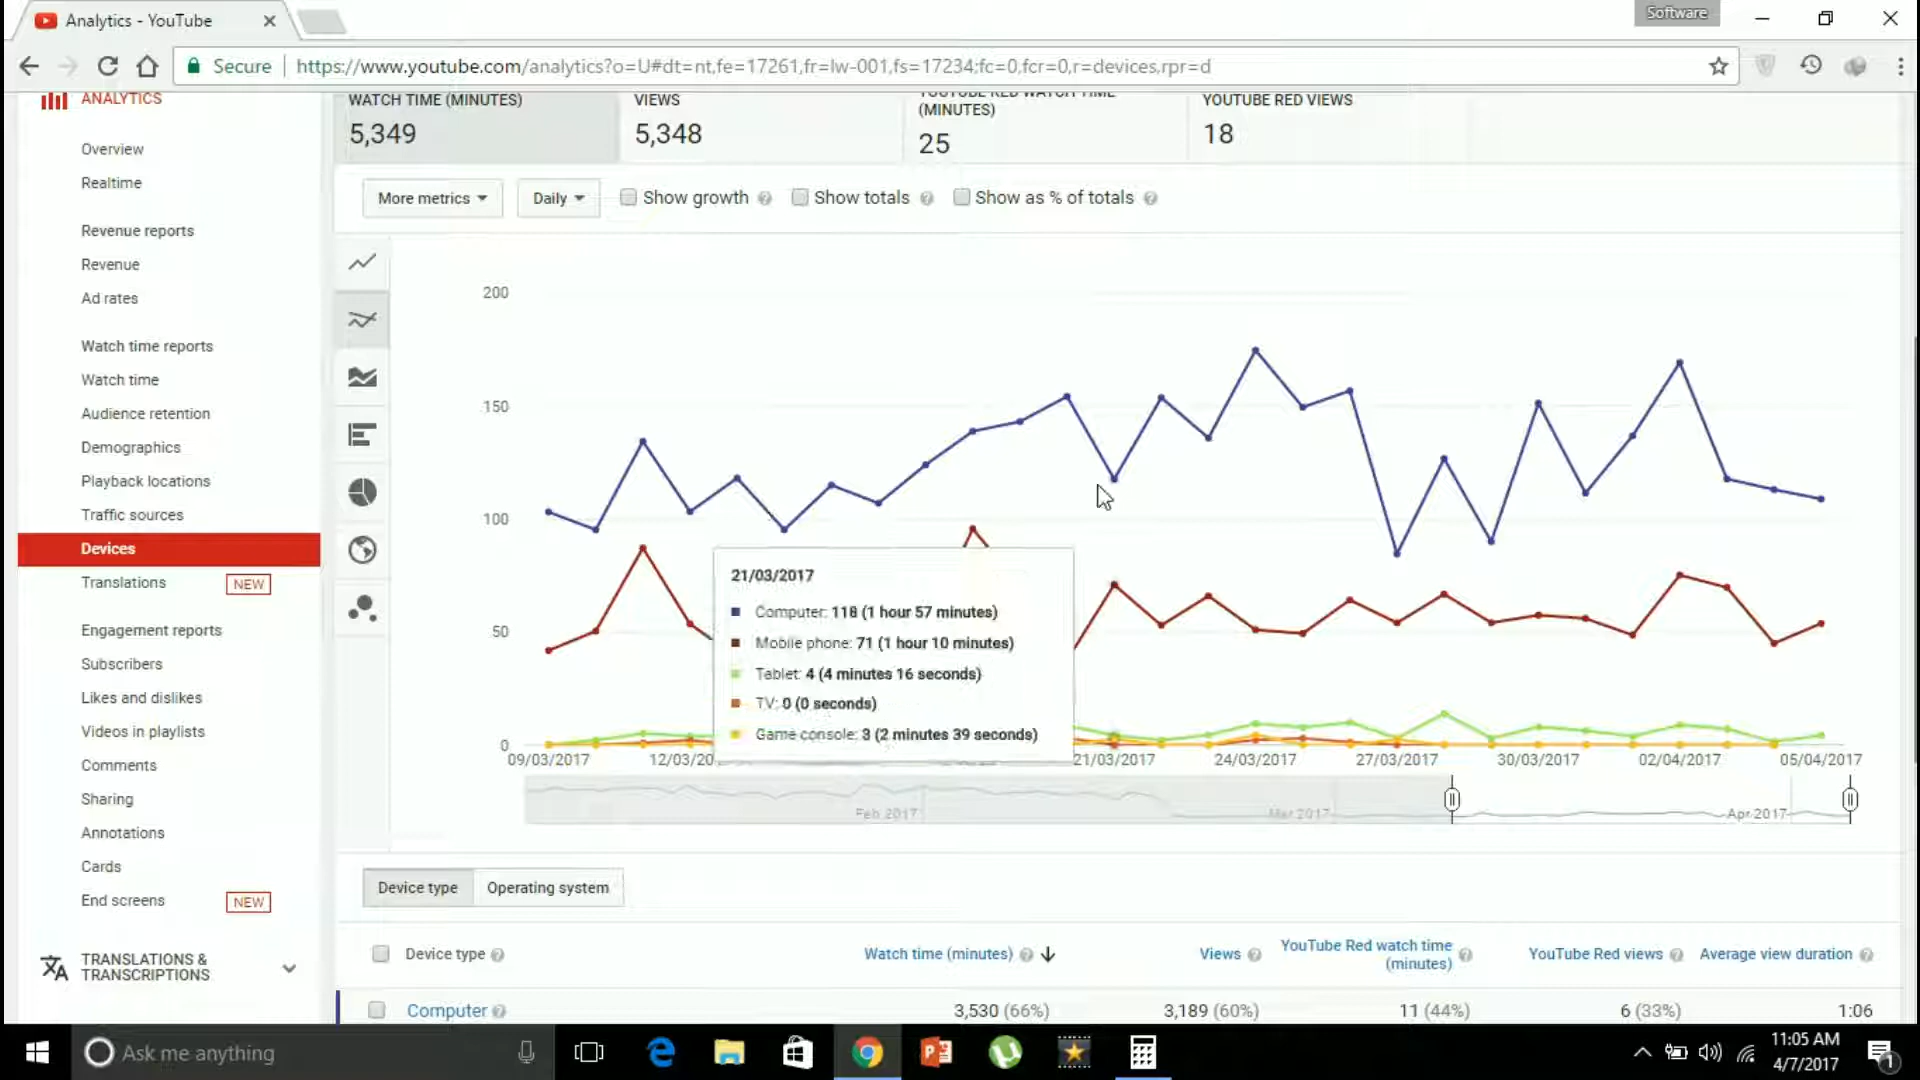 Analytics - YouTube
Software
Secure
https://www.youtube.com/analytics?o=U#dt=nt,fe=17261,fr=lw-001,fs=17234;fc=0,fcr=0,r=devices,rpr=d
ANALYTICS
Overview
Realtime
Revenue reports
Revenue
Ad rates
Watch time reports
Watch time
Audience retention
Demographics
Playback locations
Traffic sources
Devices
Translations NEW
Engagement reports
Subscribers
Likes and dislikes
Videos in playlists
Comments
Sharing
Annotations
Cards
End screens NEW
TRANSLATIONS &
TRANSCRIPTIONS
WATCH TIME (MINUTES)
5,349
VIEWS
5,348
YOUTUBE RED WATCH TIME
(MINUTES)
25
YOUTUBE RED VIEWS
18
More metrics Daily Show growth Show totals Show as % of totals
200
150
100
50
0
21/03/2017
Computer: 118 (1 hour 57 minutes)
Mobile phone: 71 (1 hour 10 minutes)
Tablet: 4 (4 minutes 16 seconds)
TV: 0 (0 seconds)
Game console: 3 (2 minutes 39 seconds)
09/03/2017 12/03/20 21/03/2017 24/03/2017 27/03/2017 30/03/2017 02/04/2017 05/04/2017
Feb 2017 Mar 2017 Apr 2017
Device type Operating system
Device type Watch time (minutes) Views YouTube Red watch time
(minutes) YouTube Red views Average view duration
Computer 3,530 (66%) 3,189 (60%) 11 (44%) 6 (33%) 1:06
Ask me anything
11:05 AM
4/7/2017
1